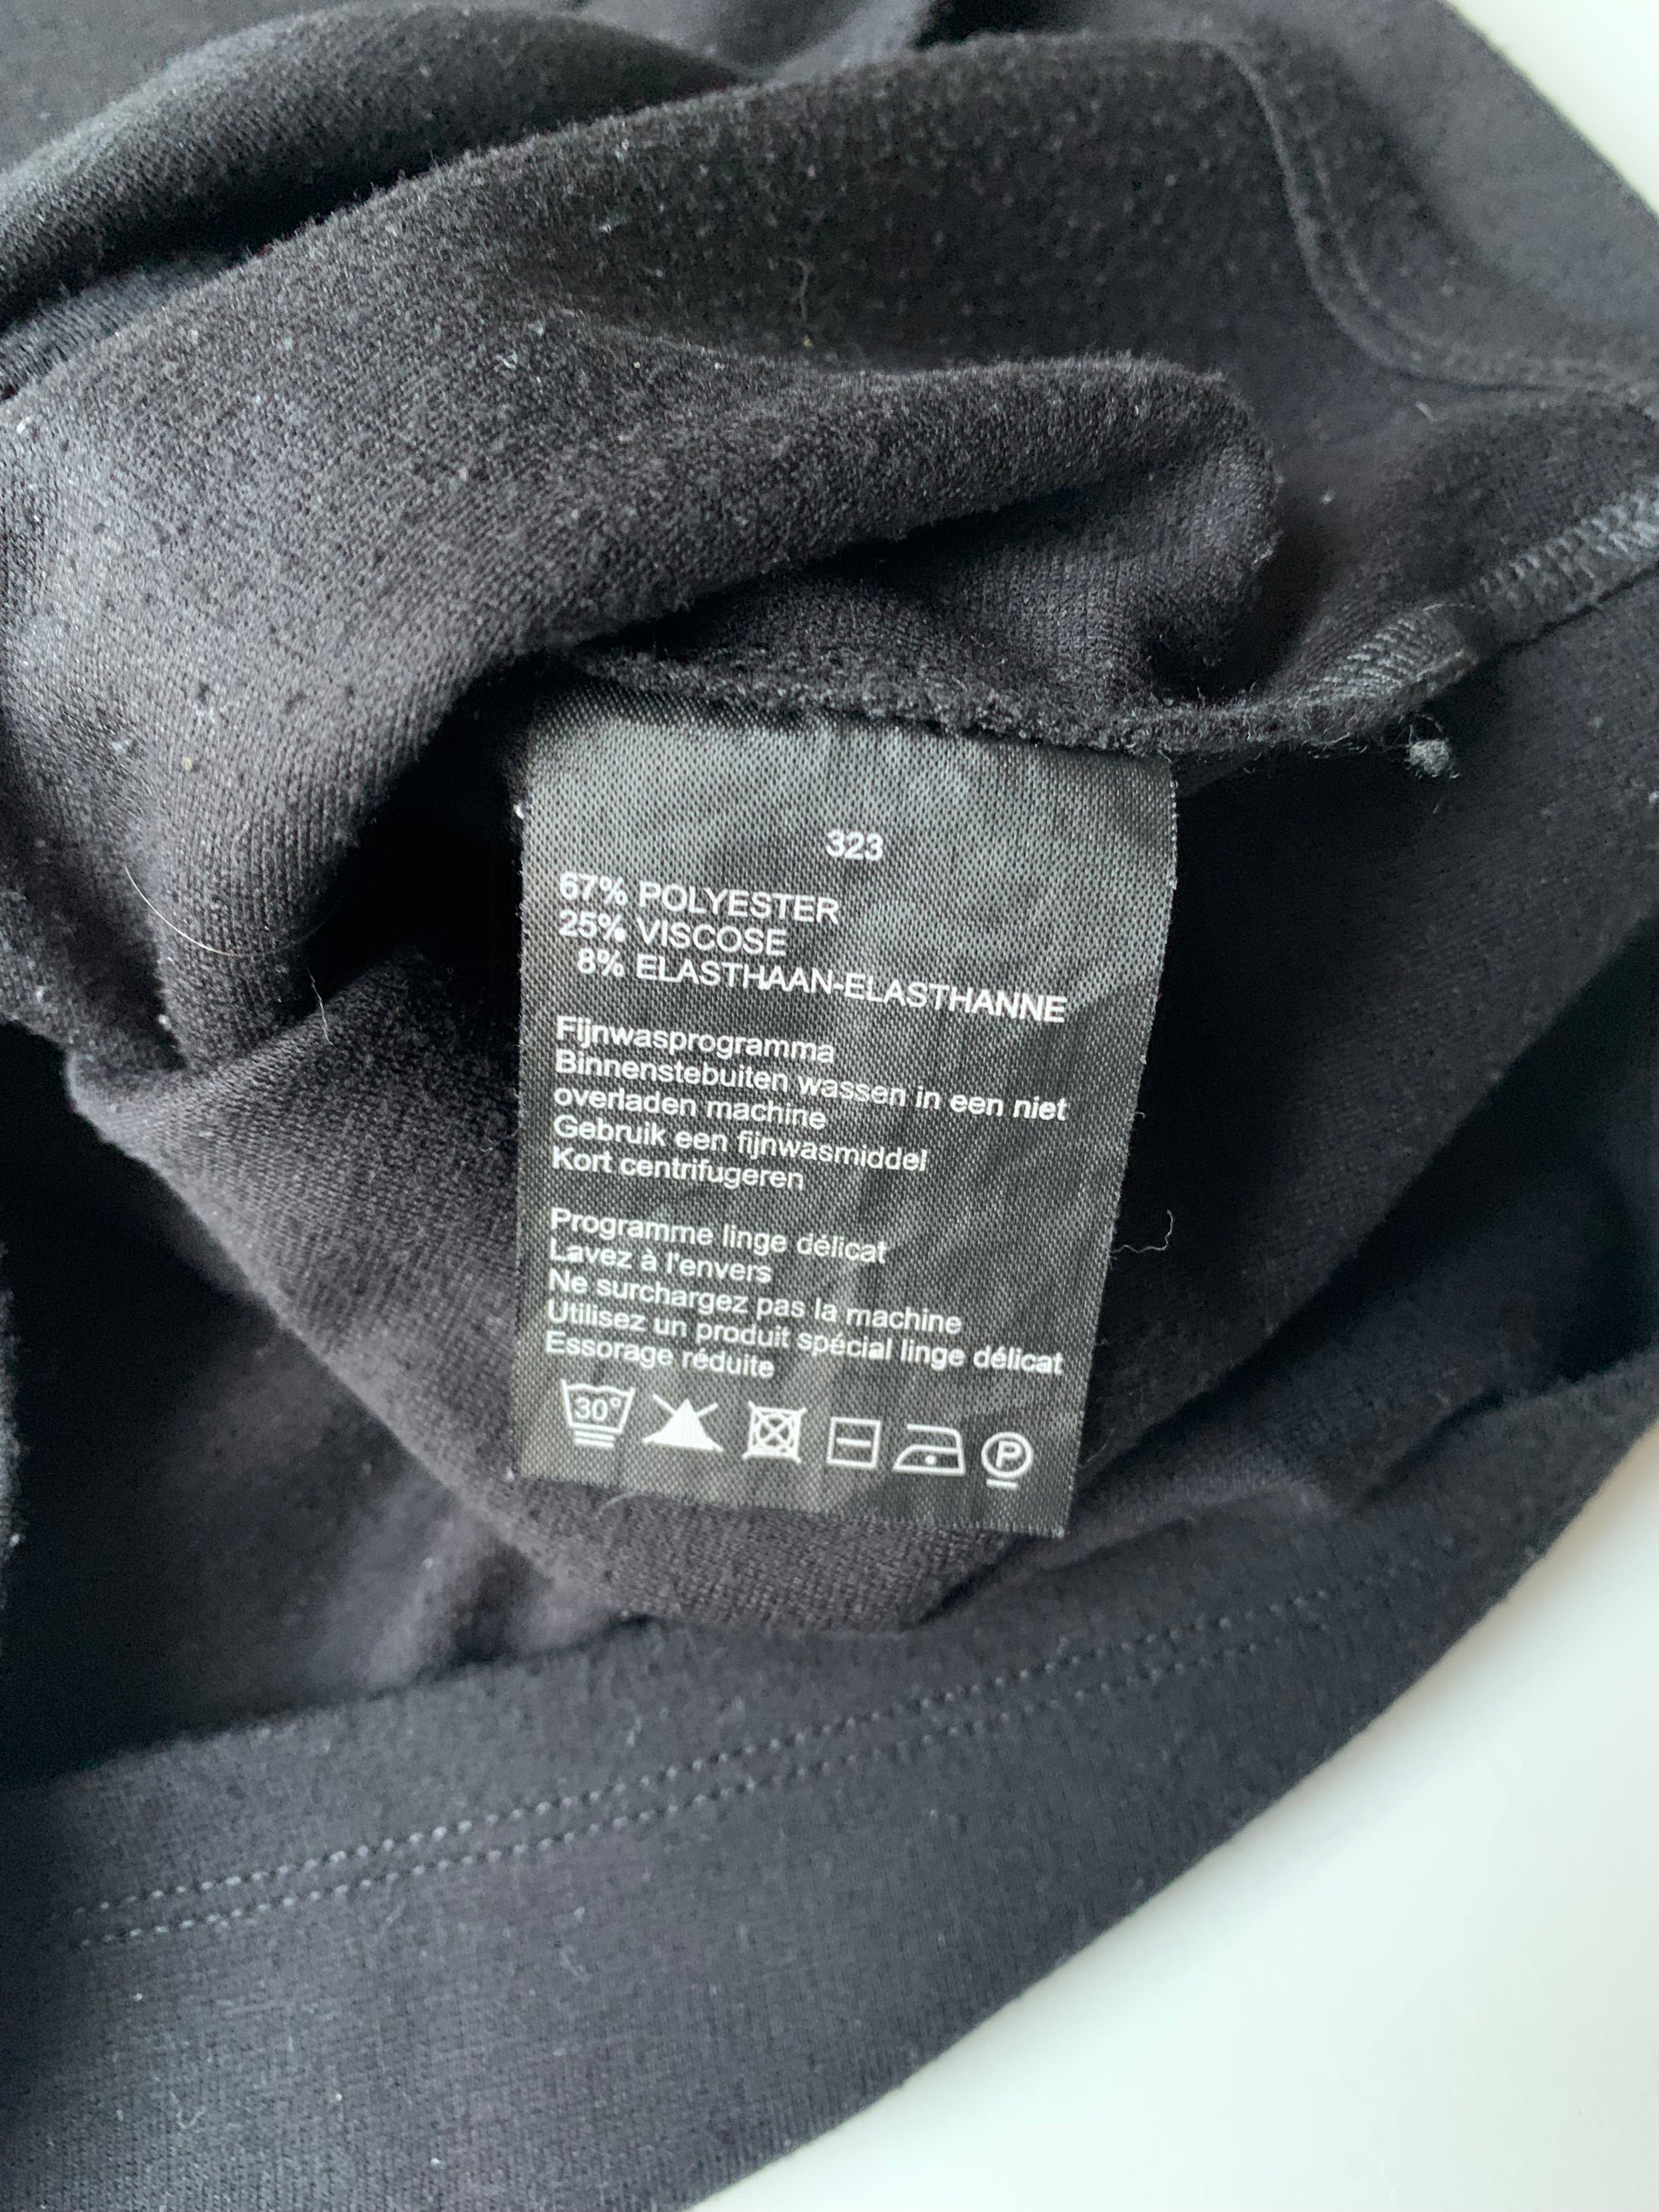 323
67% POLYESTER
25% VISCOSE
8% ELASTHAAN-ELASTHANNE
Fijnwasprogramma
Binnenstebuiten wassen in een niet
overladen machine
Gebruik een fijnwasmiddel
Kort centrifugeren
Programme linge délicat
Lavez à l'envers
Ne surchargez pas la machine
Utilisez un produit spécial linge délicat
Essorage réduite
30° P